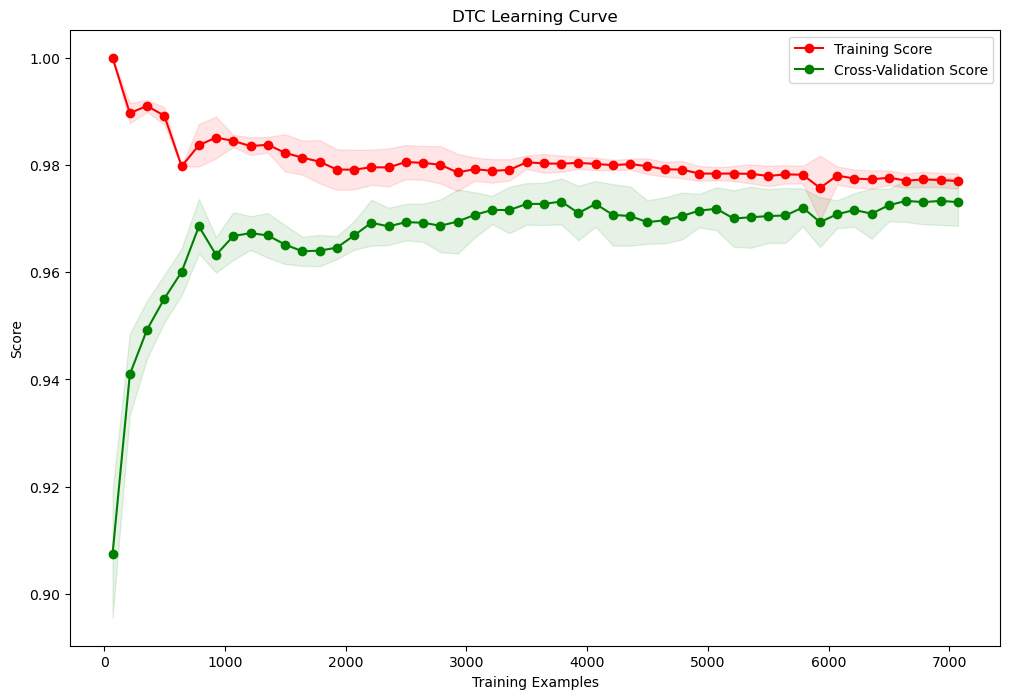 DTC Learning Curve
Training Score
Cross-Validation Score
1.00
0.98
0.96
0.94
0.92
0.90
Score
0 1000 2000 3000 4000 5000 6000 7000
Training Examples